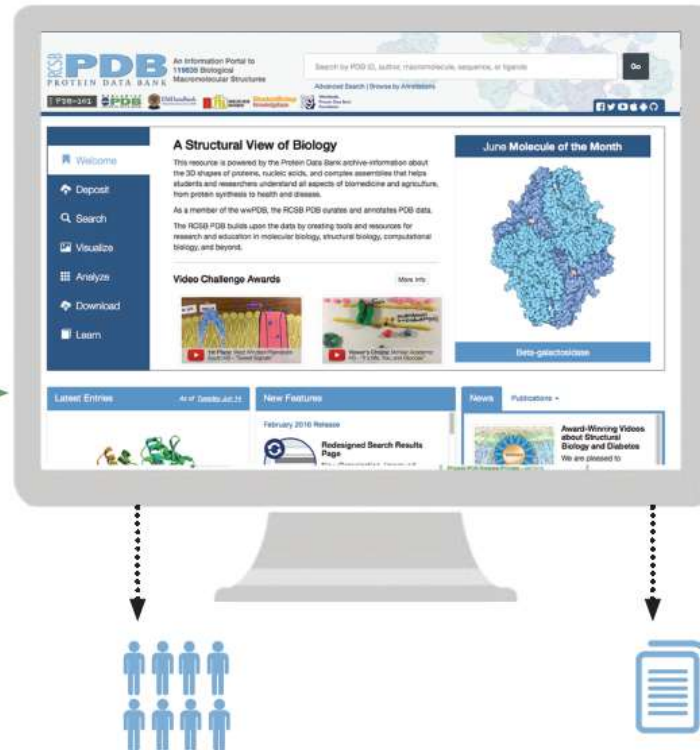 RCSB
PDB
PROTEIN DATA BANK
An Information Portal to
119835 Biological
Macromolecular Structures
Search by PDB ID, author, macromolecule, sequence, or ligands
Go
Advanced Search | Browse by Annotations
PDB-101
PDB
EMDataBank
Welcome
Deposit
Search
Visualize
Analyze
Download
Learn
A Structural View of Biology
This resource is powered by the Protein Data Bank archive-information about
the 3D shapes of proteins, nucleic acids, and complex assemblies that helps
students and researchers understand all aspects of biomedicine and agriculture,
from protein synthesis to health and disease.
As a member of the wwPDB, the RCSB PDB curates and annotates PDB data.
The RCSB PDB builds upon the data by creating tools and resources for
research and education in molecular biology, structural biology, computational
biology, and beyond.
Video Challenge Awards
More Info
June Molecule of the Month
Beta-galactosidase
Latest Entries
As of Tuesday Jun 14
New Features
February 2016 Release
Redesigned Search Results
Page
News
Publications
Award-Winning Videos
about Structural
Biology and Diabetes
We are pleased to